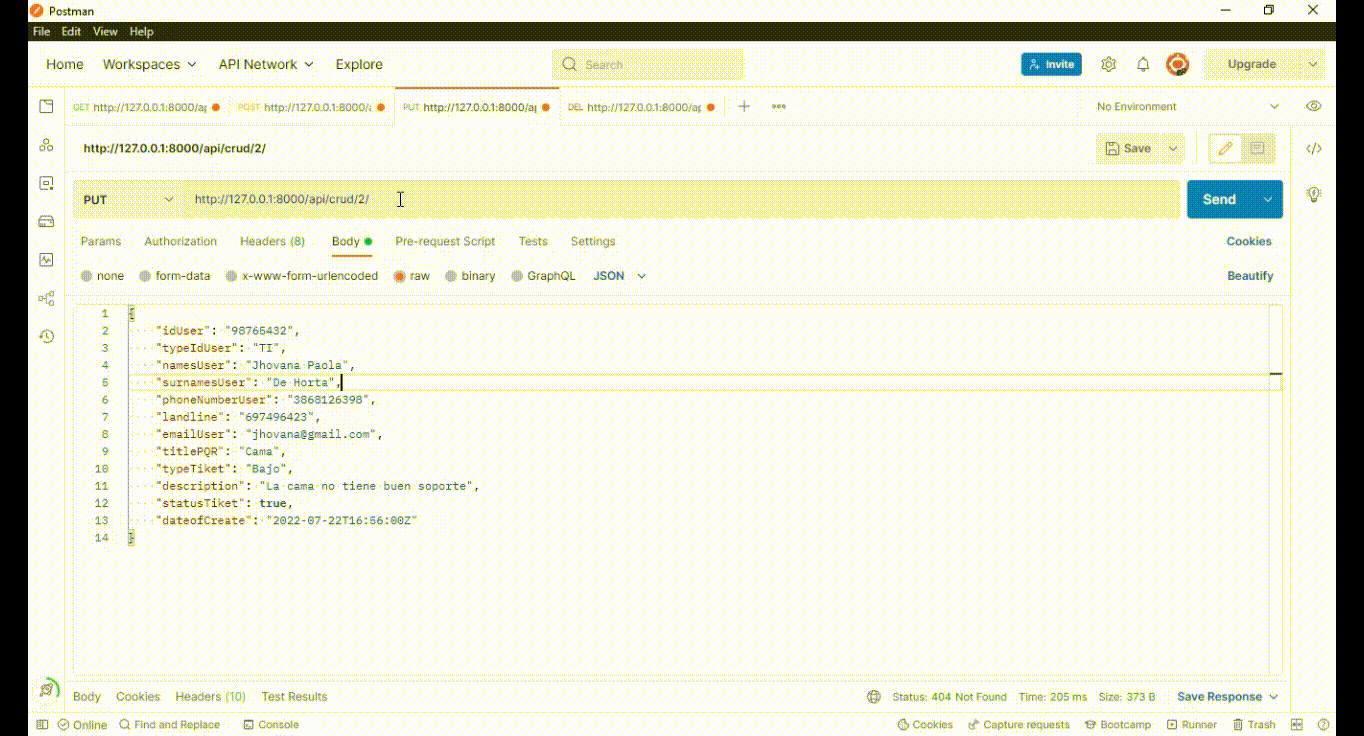 Postman
File Edit View Help
Home Workspaces API Network Explore Search Invite Upgrade
GET http://127.0.0.1:8000/ap POST http://127.0.0.1:8000/a PUT http://127.0.0.1:8000/ap DEL http://127.0.0.1:8000/ap No Environment
http://127.0.0.1:8000/api/crud/2/ Save
PUT http://127.0.0.1:8000/api/crud/2/ Send
Params Authorization Headers (8) Body Pre-request Script Tests Settings Cookies
none form-data x-www-form-urlencoded raw binary GraphQL JSON Beautify
1 {
2 "idUser": "98765432",
3 "typeIdUser": "TI",
4 "namesUser": "Jhovana Paola",
5 "surnamesUser": "De Horta",
6 "phoneNumberUser": "3868126398",
7 "landline": "697496423",
8 "emailUser": "jhovana@gmail.com",
9 "titlePQR": "Cama",
10 "typeTiket": "Bajo",
11 "description": "La cama no tiene buen soporte",
12 "statusTiket": true,
13 "dateofCreate": "2022-07-22T16:56:00Z"
14 }
Body Cookies Headers (10) Test Results Status: 404 Not Found Time: 205 ms Size: 373 B Save Response
Online Find and Replace Console Cookies Capture requests Bootcamp Runner Trash